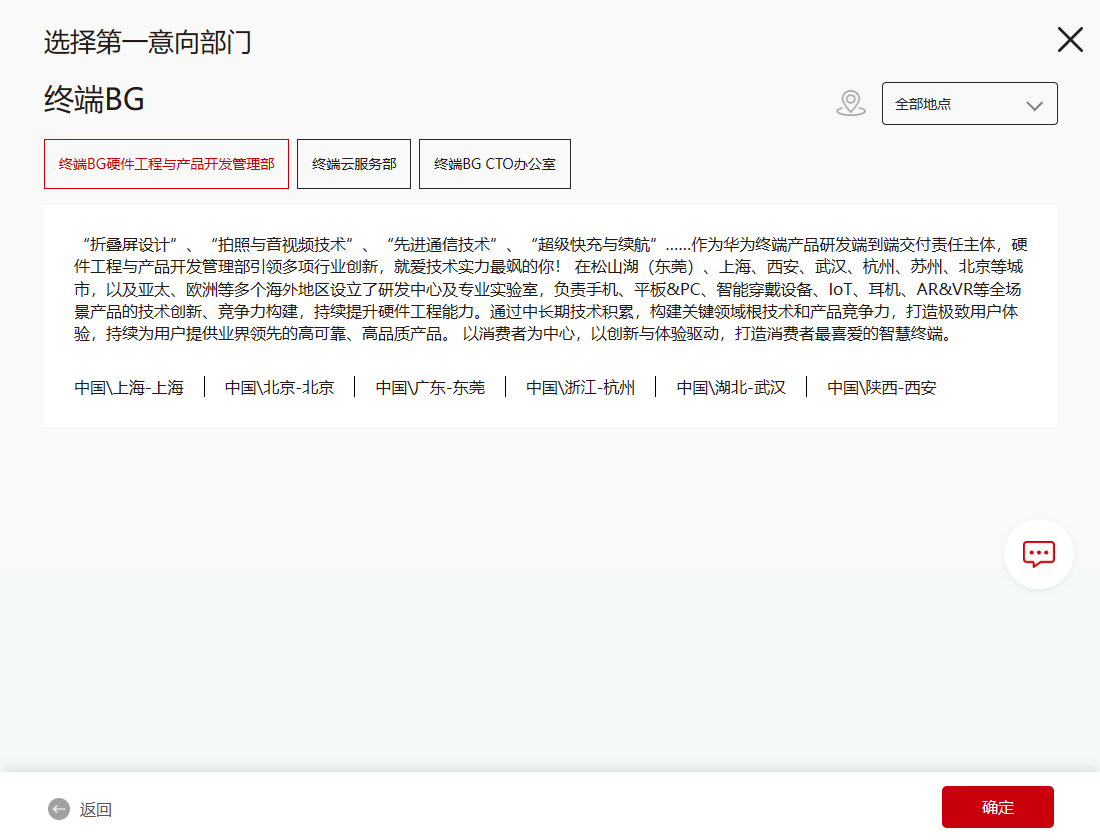 选择第一意向部门
终端BG
全部地点
终端BG硬件工程与产品开发管理部 终端云服务部 终端BG CTO办公室
“折叠屏设计”、“拍照与音视频技术”、“先进通信技术”、“超级快充与续航”……作为华为终端产品研发端到端交付责任主体，硬
件工程与产品开发管理部引领多项行业创新，就爱技术实力最飒的你！ 在松山湖（东莞）、上海、西安、武汉、杭州、苏州、北京等城
市，以及亚太、欧洲等多个海外地区设立了研发中心及专业实验室，负责手机、平板&PC、智能穿戴设备、IoT、耳机、AR&VR等全场
景产品的技术创新、竞争力构建，持续提升硬件工程能力。通过中长期技术积累，构建关键领域根技术和产品竞争力，打造极致用户体
验，持续为用户提供业界领先的高可靠、高品质产品。 以消费者为中心，以创新与体验驱动，打造消费者最喜爱的智慧终端。
中国\上海-上海 中国\北京-北京 中国\广东-东莞 中国\浙江-杭州 中国\湖北-武汉 中国\陕西-西安
返回 确定